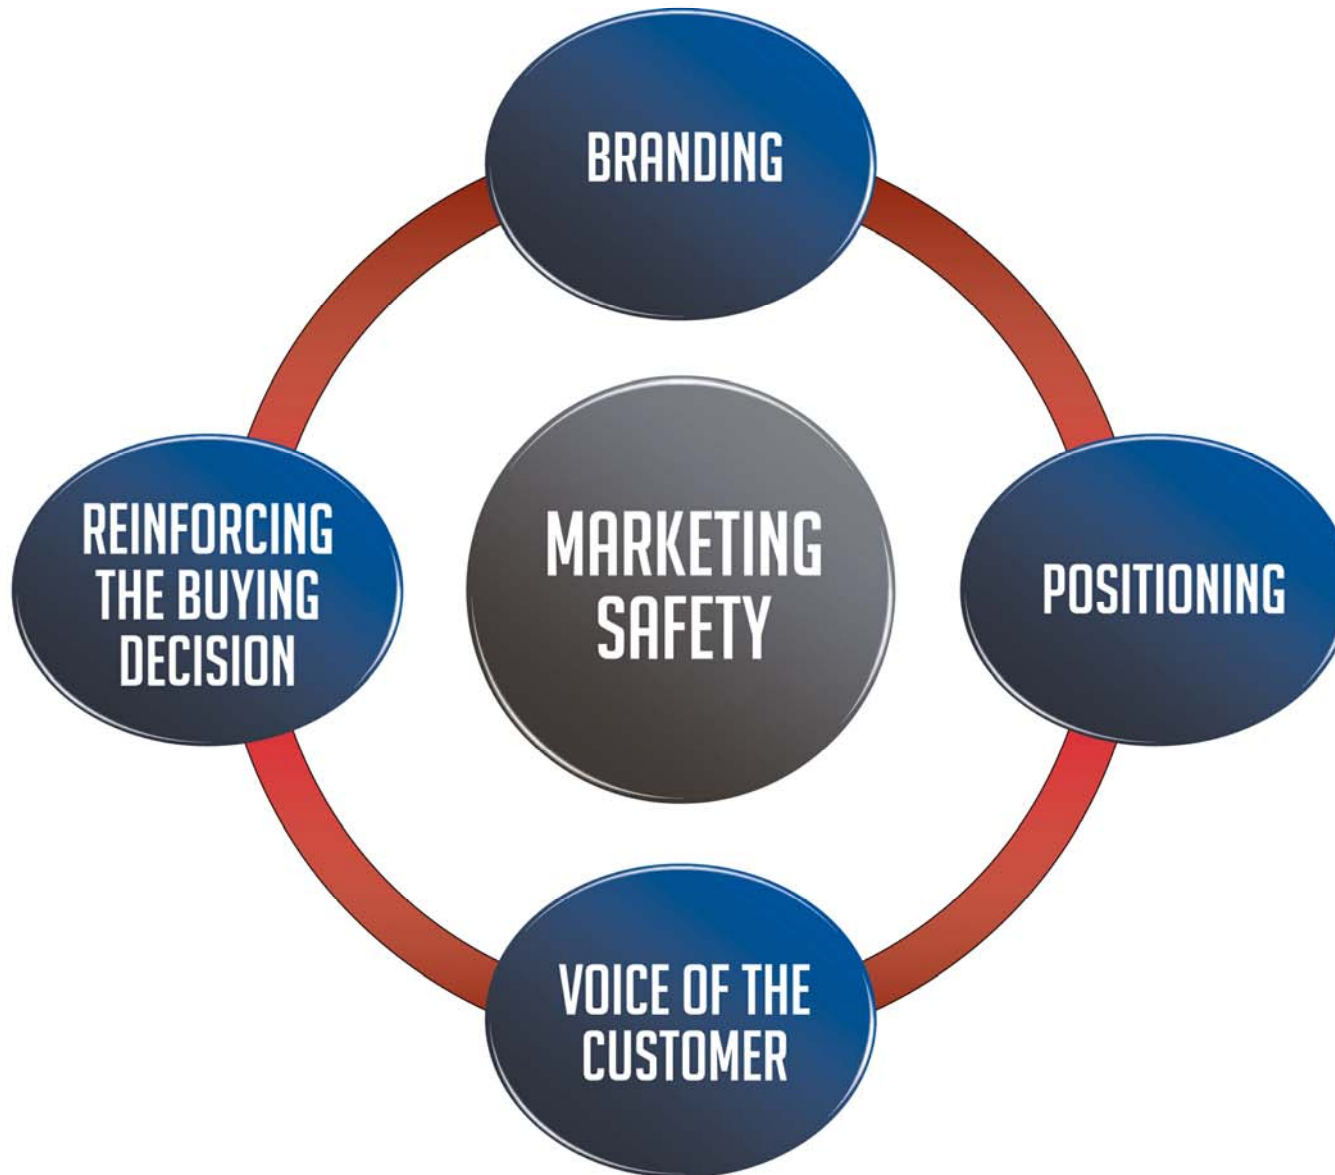 BRANDING
REINFORCING
THE BUYING
DECISION
MARKETING
SAFETY
POSITIONING
VOICE OF THE
CUSTOMER